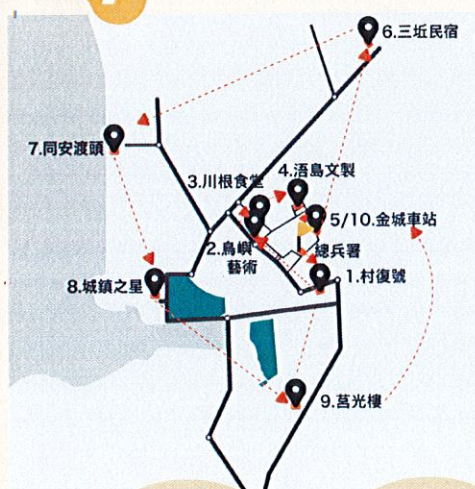 6.三坵民宿
7.同安渡頭
3.川根食堂
4.浯島文製
2.鳥嶼
藝術
5/10.金城車站
總兵署
1.村復號
8.城鎮之星
9.莒光樓